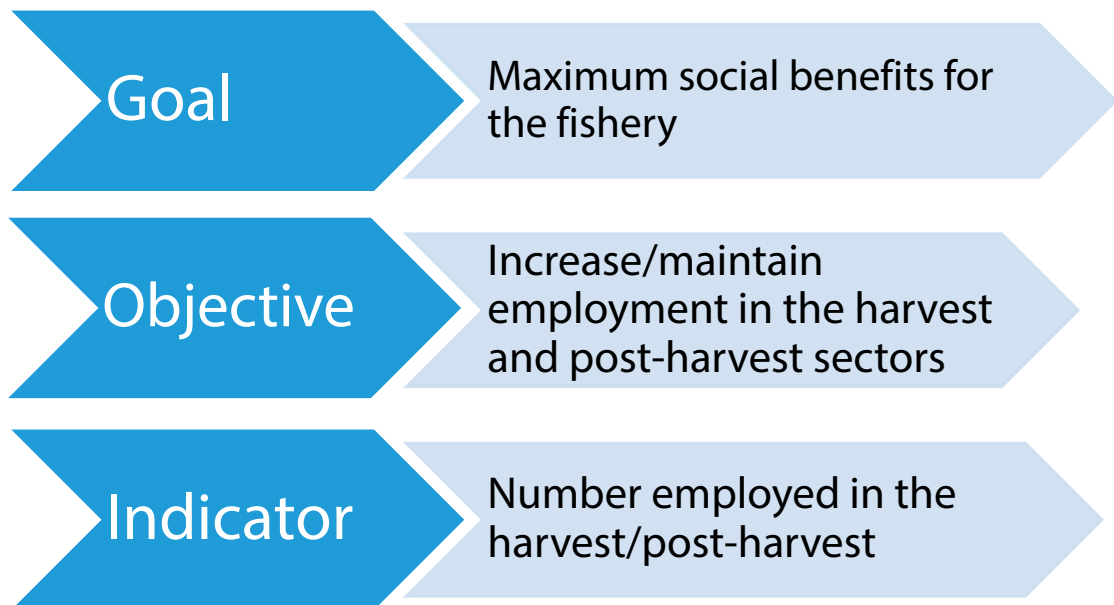 Goal
Maximum social benefits for
the fishery
Objective
Increase/maintain
employment in the harvest
and post-harvest sectors
Indicator
Number employed in the
harvest/post-harvest